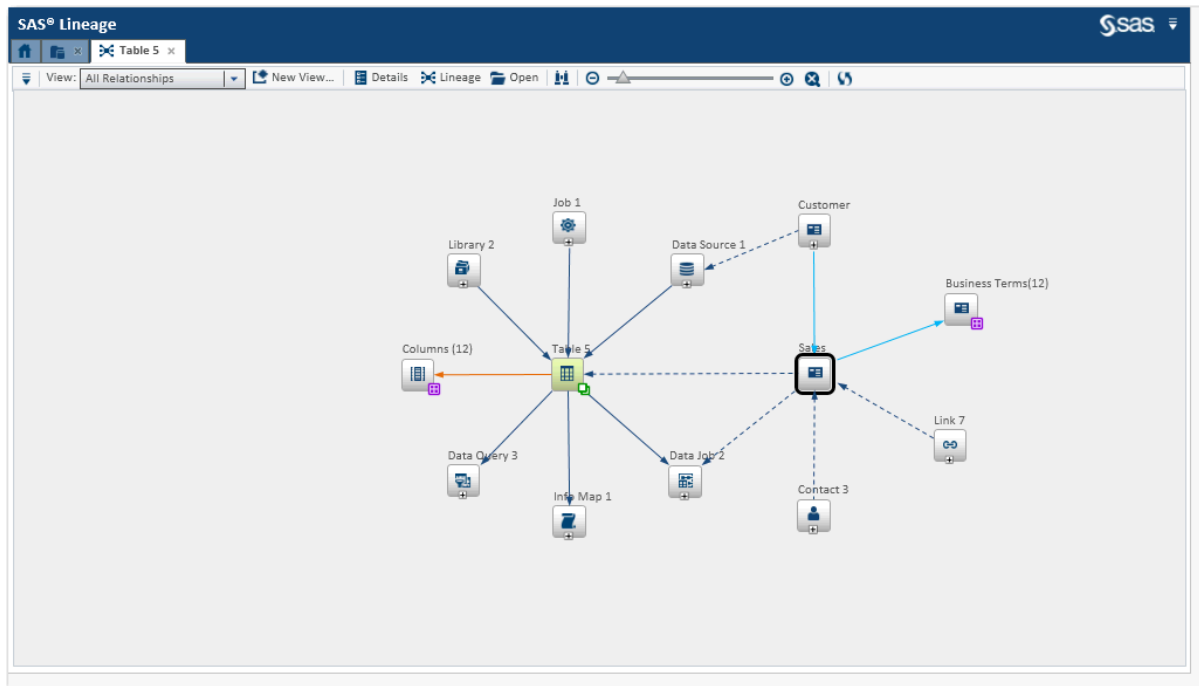 SAS® Lineage
sas
Table 5
View: All Relationships New View... Details Lineage Open
Job 1
Customer
Library 2
Data Source 1
Business Terms(12)
Columns (12)
Table 5
Sales
Link 7
Data Query 3
Data Job 2
Info Map 1
Contact 3